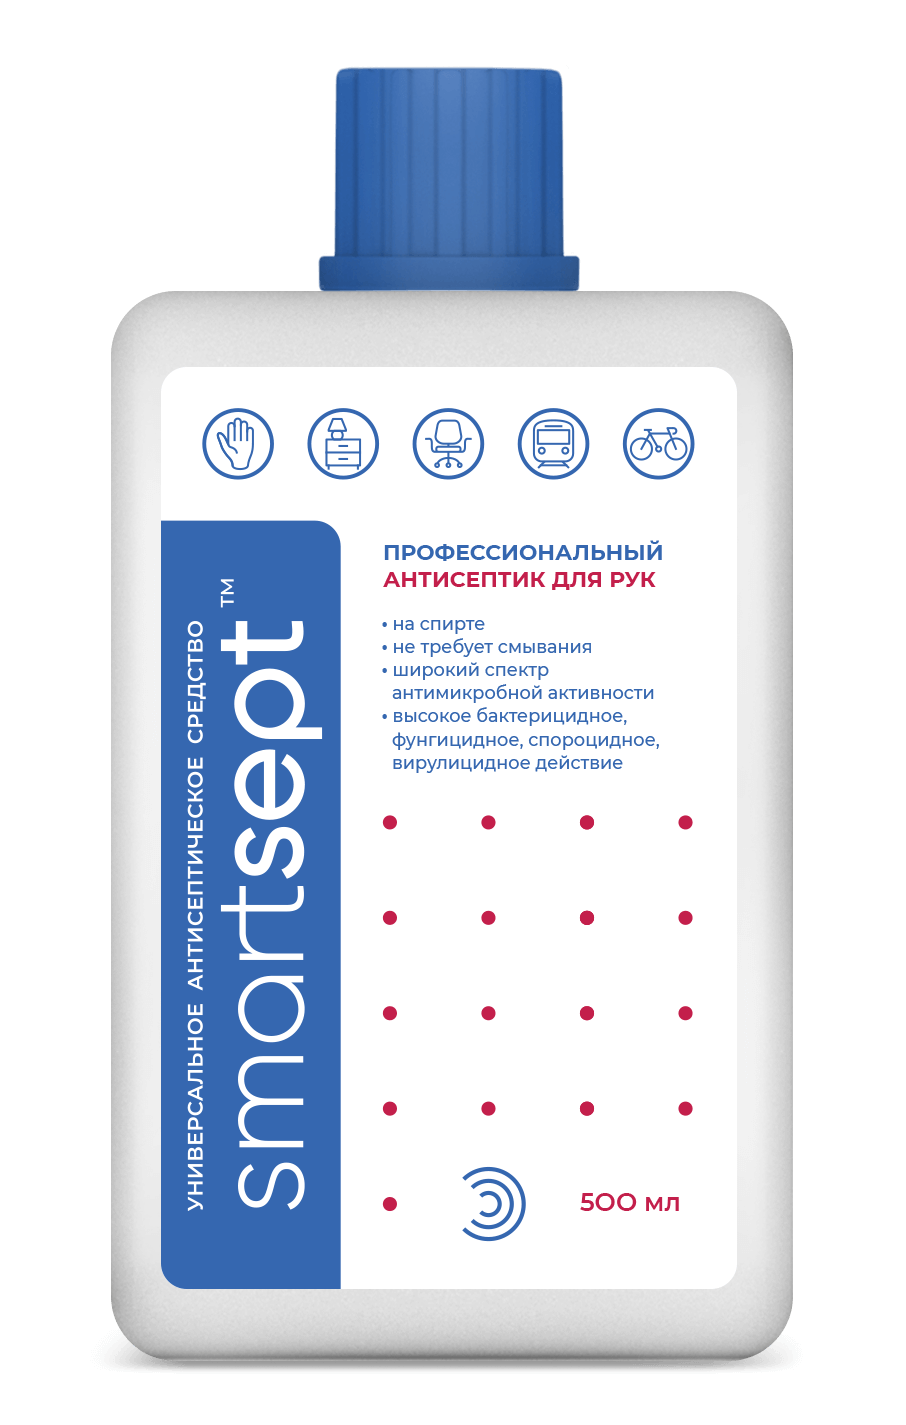 ПРОФЕССИОНАЛЬНЫЙ
АНТИСЕПТИК ДЛЯ РУК
• на спирте
• не требует смывания
• широкий спектр
антимикробной активности
• высокое бактерицидное,
фунгицидное, спороцидное,
вирулицидное действие
УНИВЕРСАЛЬНОЕ АНТИСЕПТИЧЕСКОЕ СРЕДСТВО
smartsept™
500 мл